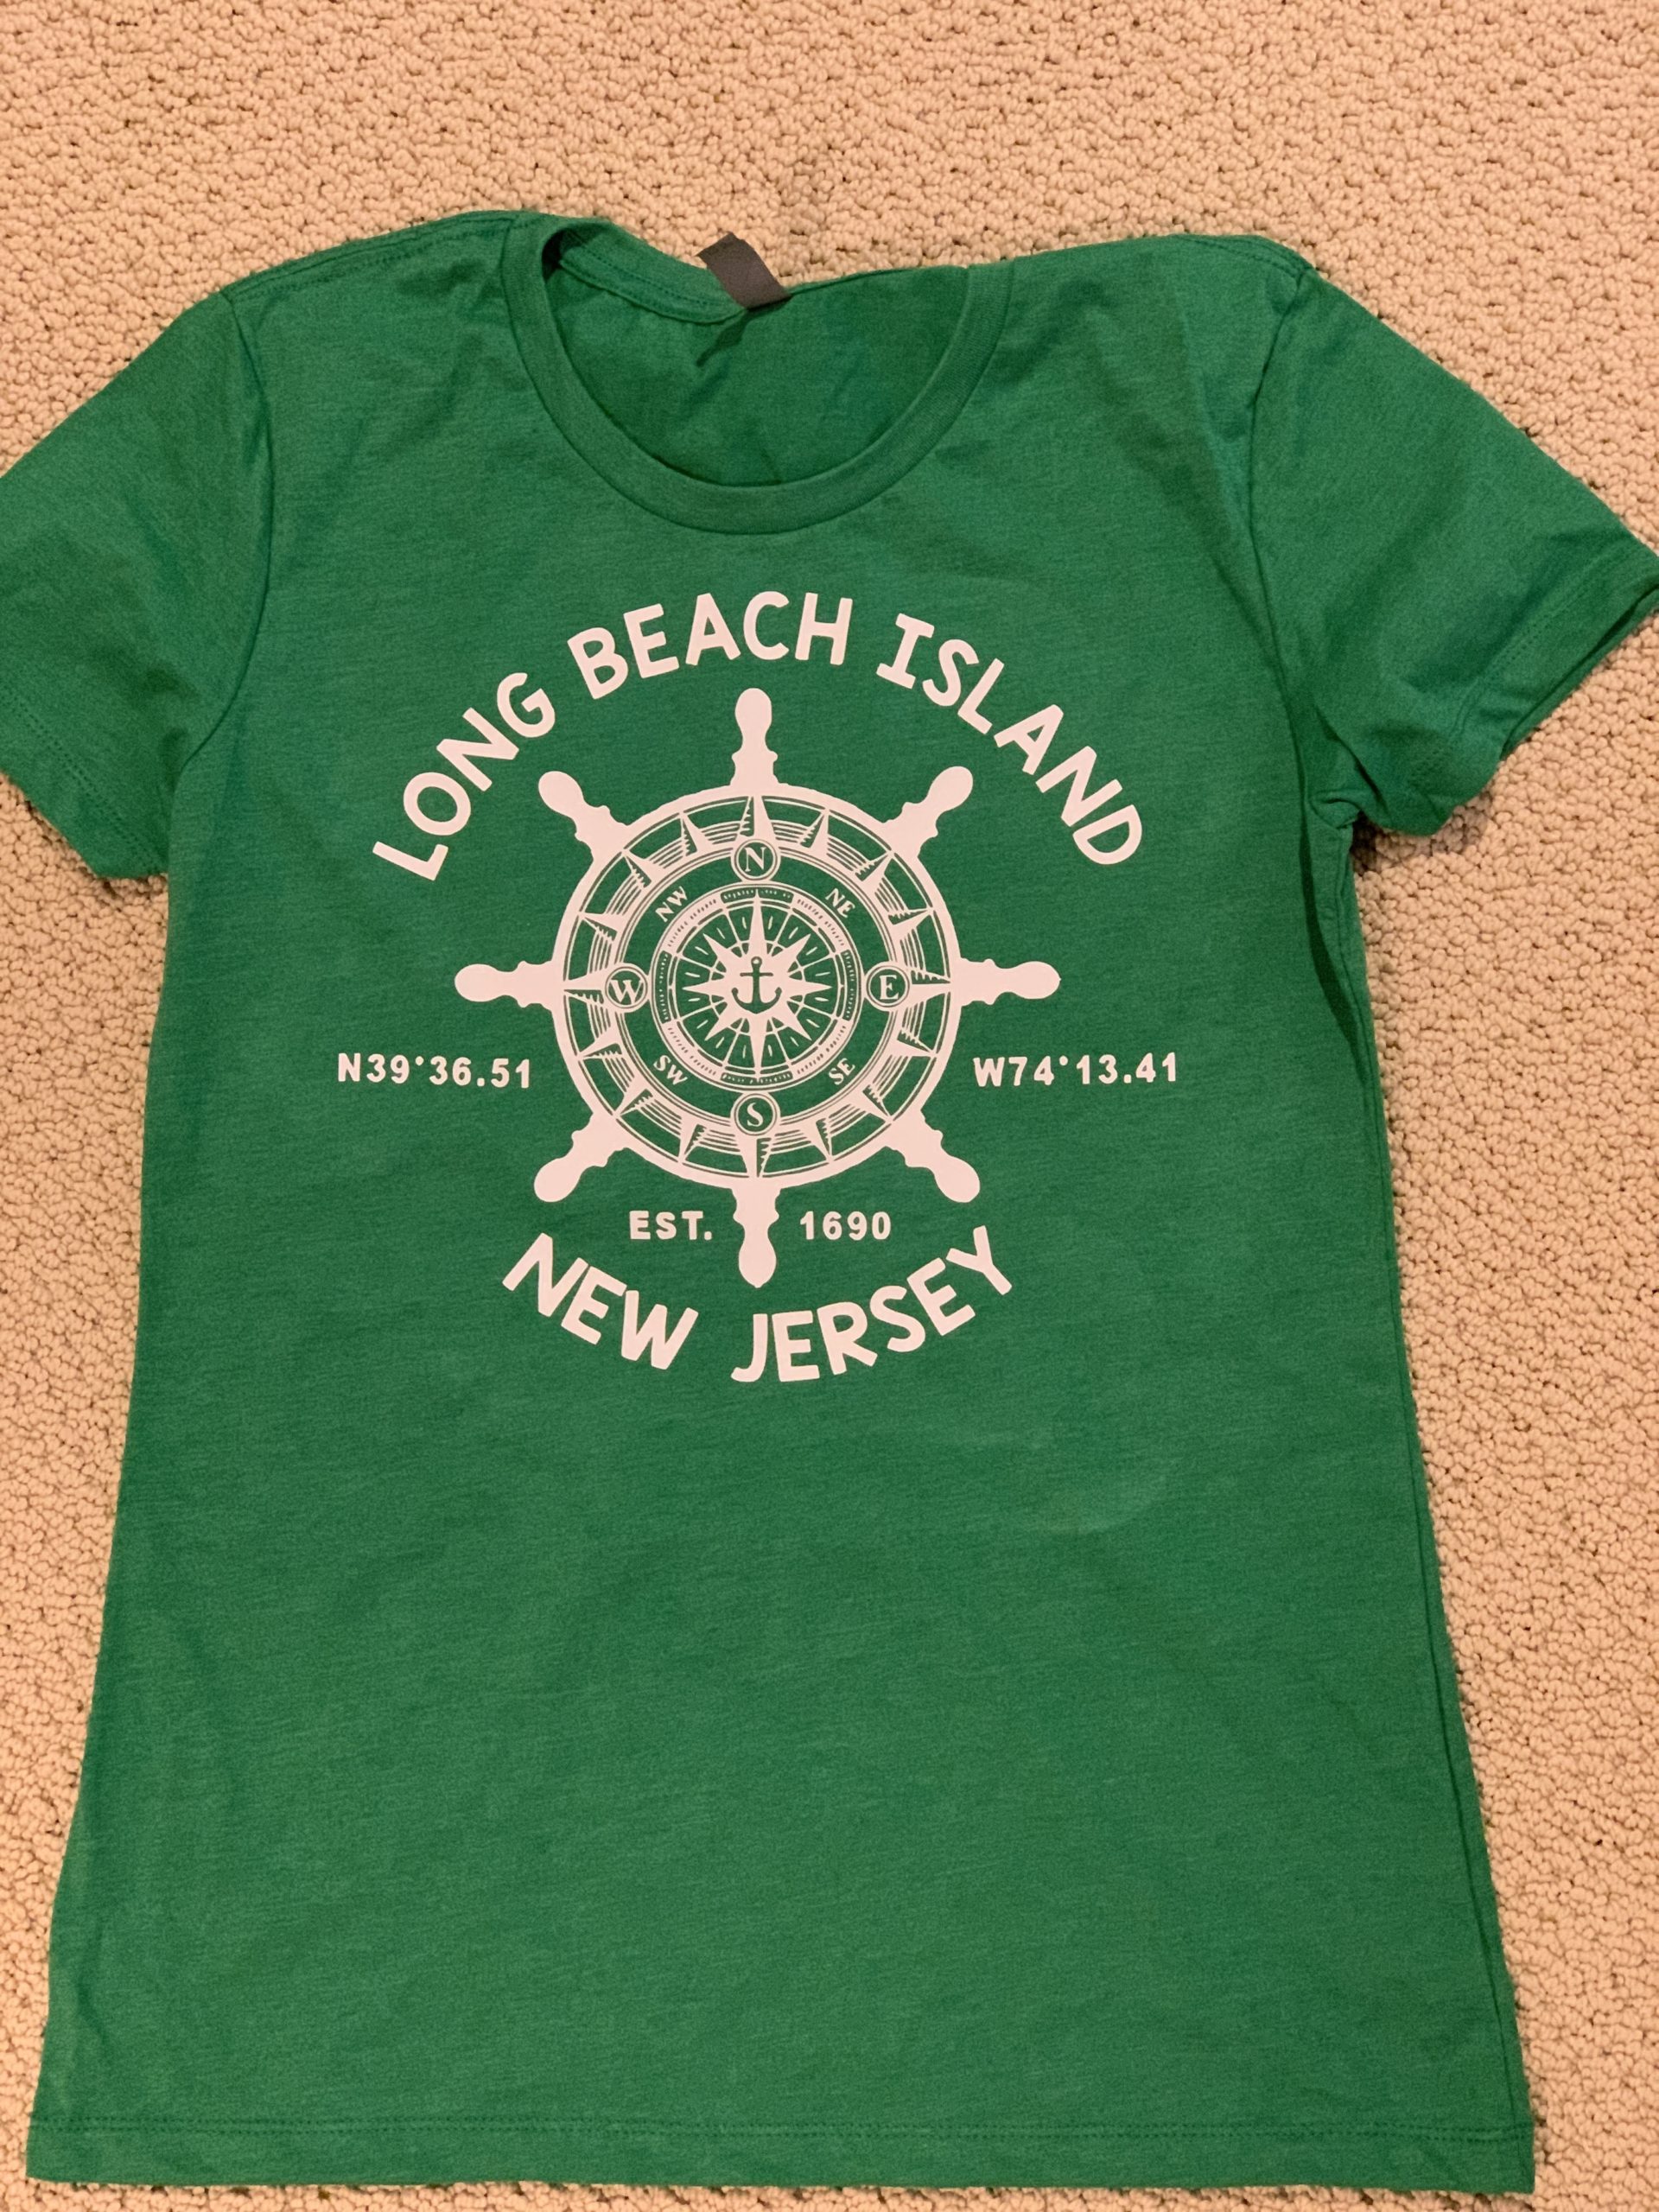 LONG BEACH ISLAND
N
NW NE
W E
N39°36.51 W74°13.41
SW SE
S
EST. 1690
NEW JERSEY